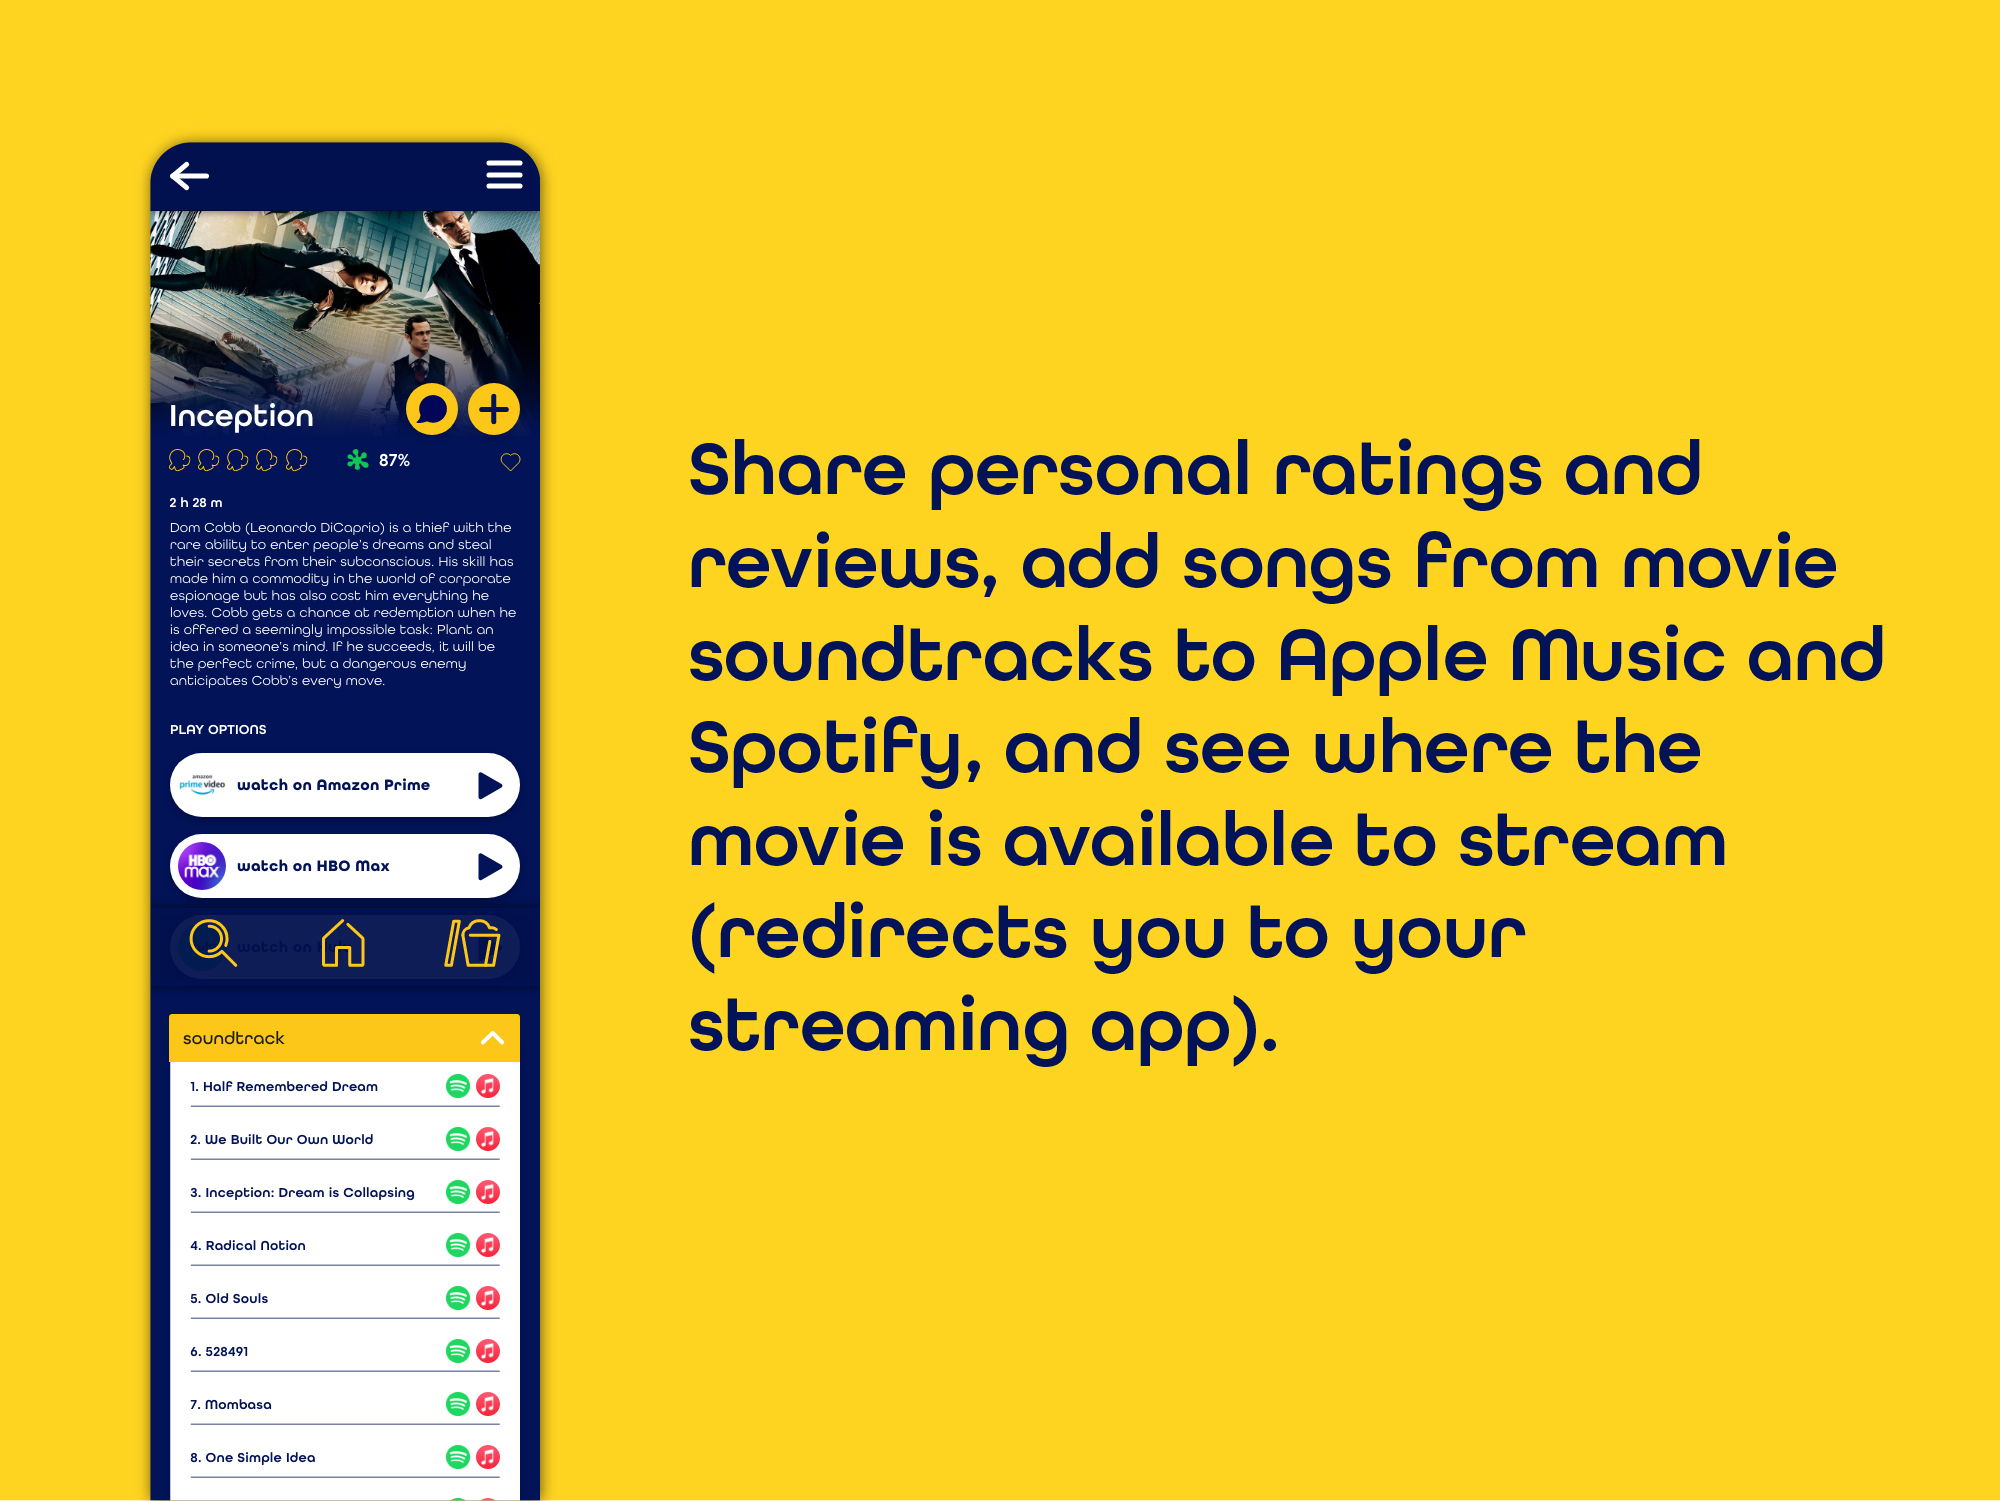 Inception
87%
2 h 28 m
Dom Cobb (Leonardo DiCaprio) is a thief with the
rare ability to enter people's dreams and steal
their secrets from their subconscious. His skill has
made him a commodity in the world of corporate
espionage but has also cost him everything he
loves. Cobb gets a chance at redemption when he
is offered a seemingly impossible task: Plant an
idea in someone's mind. If he succeeds, it will be
the perfect crime, but a dangerous enemy
anticipates Cobb's every move.
PLAY OPTIONS
amazon
prime video
watch on Amazon Prime
HBO
max
watch on HBO Max
watch on
soundtrack
1. Half Remembered Dream
2. We Built Our Own World
3. Inception: Dream is Collapsing
4. Radical Notion
5. Old Souls
6. 528491
7. Mombasa
8. One Simple Idea
Share personal ratings and
reviews, add songs from movie
soundtracks to Apple Music and
Spotify, and see where the
movie is available to stream
(redirects you to your
streaming app).